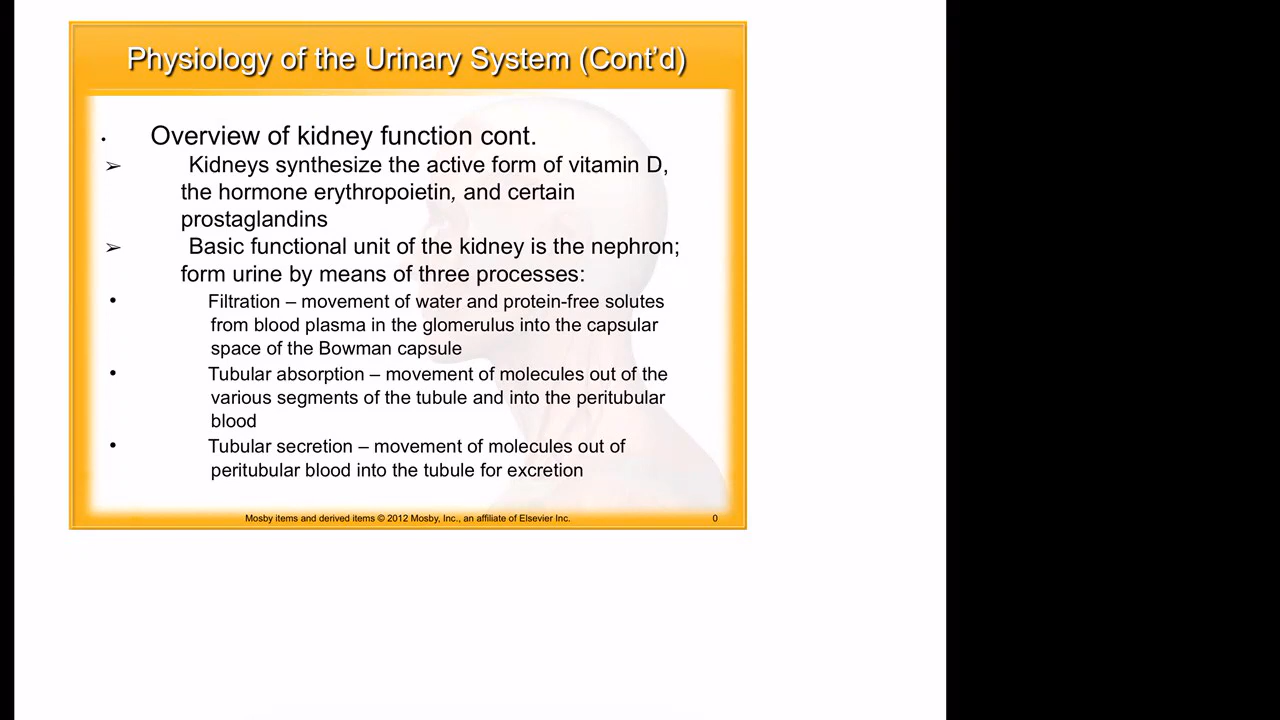 Physiology of the Urinary System (Cont’d)
• Overview of kidney function cont.
➢ Kidneys synthesize the active form of vitamin D,
the hormone erythropoietin, and certain
prostaglandins
➢ Basic functional unit of the kidney is the nephron;
form urine by means of three processes:
• Filtration – movement of water and protein-free solutes
from blood plasma in the glomerulus into the capsular
space of the Bowman capsule
• Tubular absorption – movement of molecules out of the
various segments of the tubule and into the peritubular
blood
• Tubular secretion – movement of molecules out of
peritubular blood into the tubule for excretion
Mosby items and derived items © 2012 Mosby, Inc., an affiliate of Elsevier Inc. 0